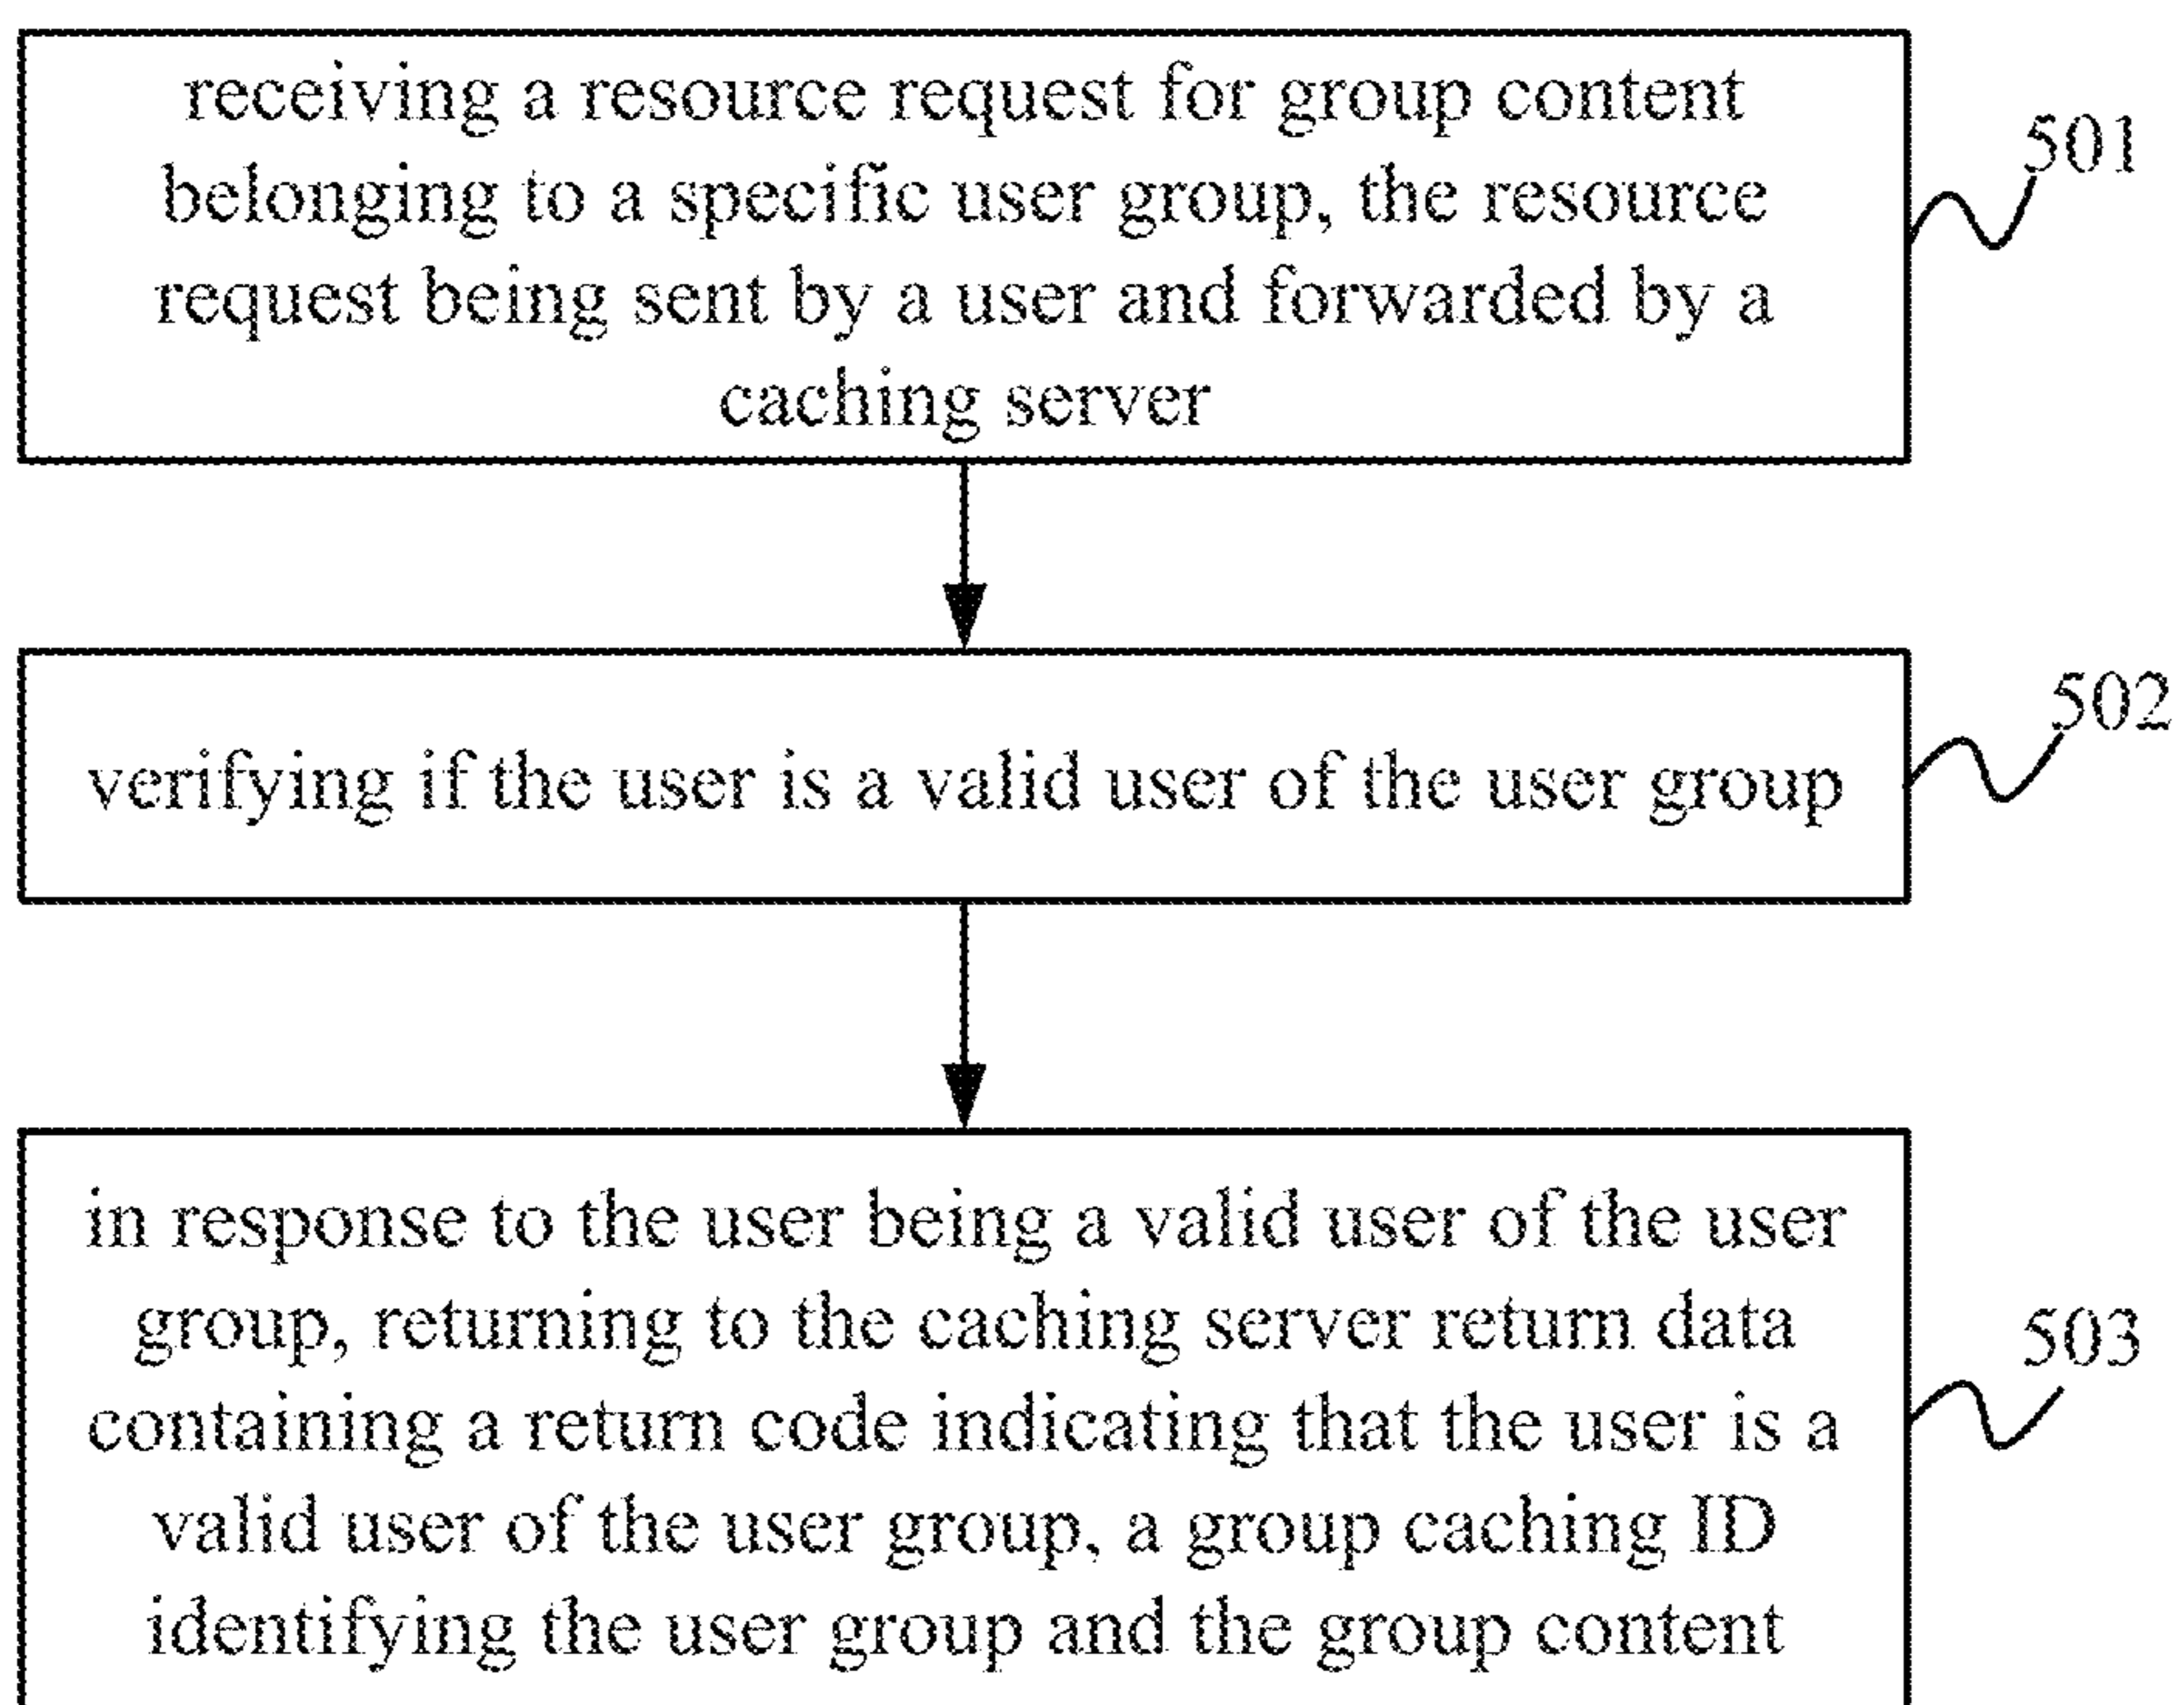 receiving a resource request for group content
belonging to a specific user group, the resource
request being sent by a user and forwarded by a
caching server
501
verifying if the user is a valid user of the user group
502
in response to the user being a valid user of the user
group, returning to the caching server return data
containing a return code indicating that the user is a
valid user of the user group, a group caching ID
identifying the user group and the group content
503